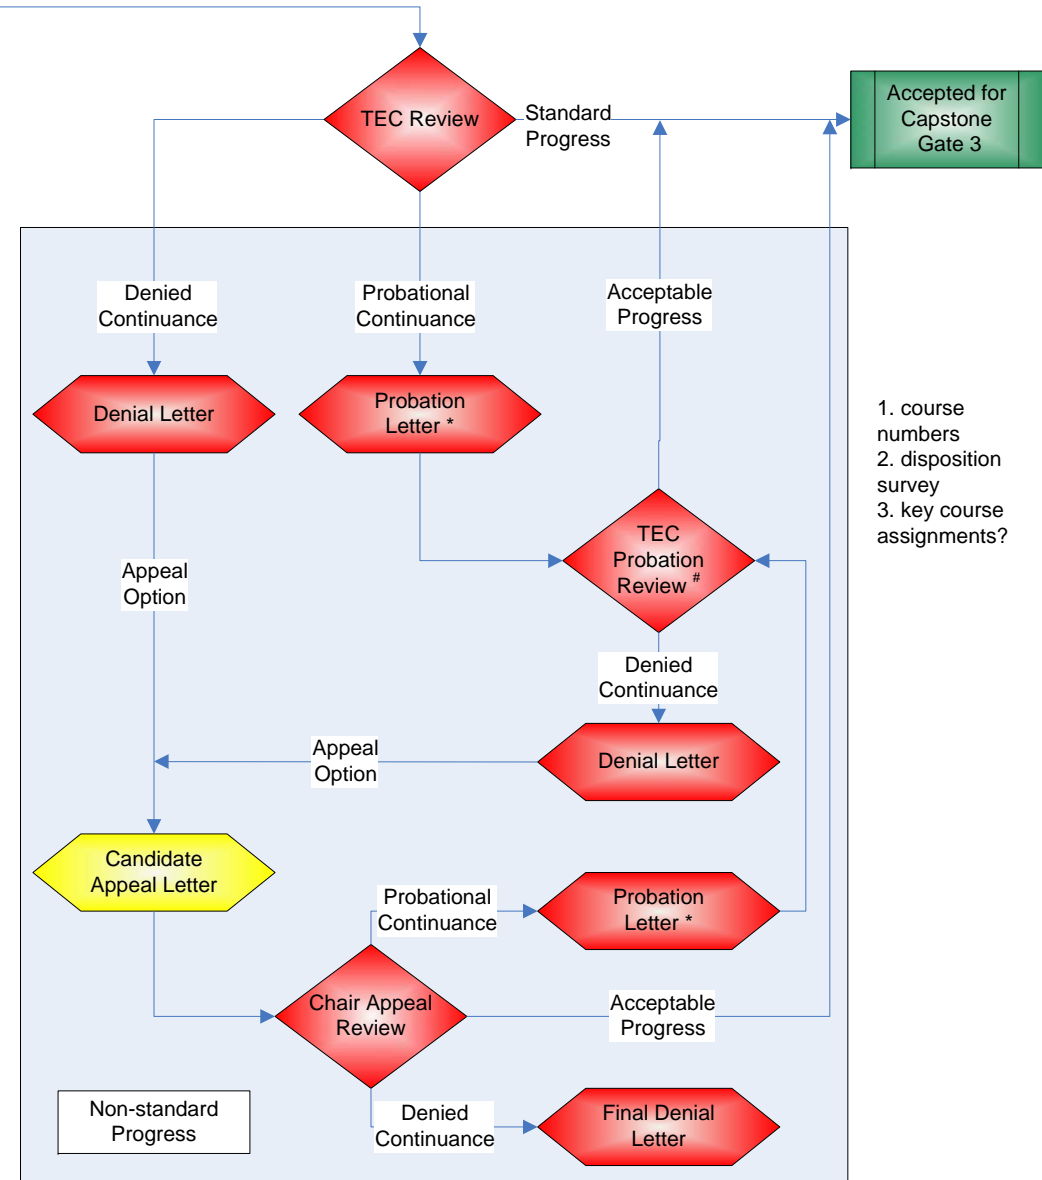 TEC Review
Standard
Progress
Accepted for
Capstone
Gate 3
Denied
Continuance
Probational
Continuance
Acceptable
Progress
Denial Letter
Probation
Letter *
1. course
numbers
2. disposition
survey
3. key course
assignments?
TEC
Probation
Review #
Appeal
Option
Denied
Continuance
Appeal
Option
Denial Letter
Candidate
Appeal Letter
Probational
Continuance
Probation
Letter *
Chair Appeal
Review
Acceptable
Progress
Non-standard
Progress
Denied
Continuance
Final Denial
Letter